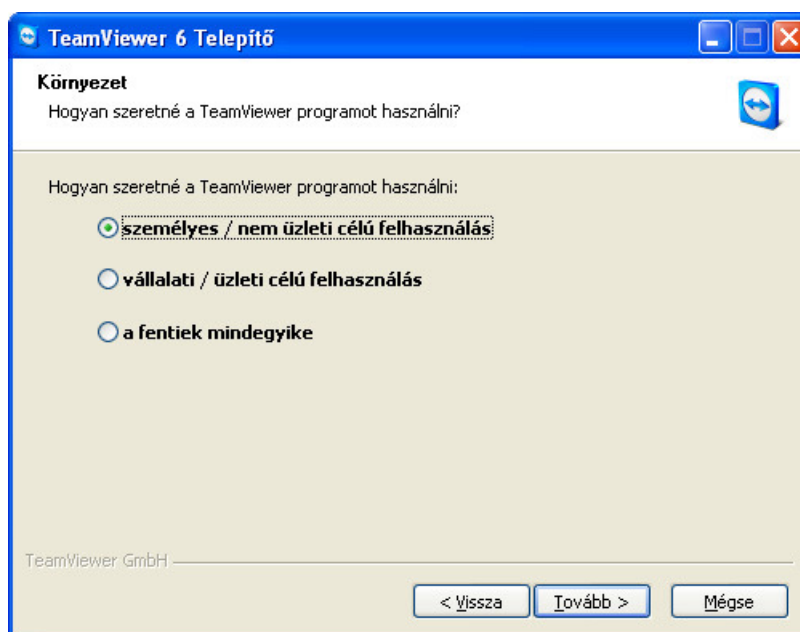 TeamViewer 6 Telepítő
Környezet
Hogyan szeretné a TeamViewer programot használni?
Hogyan szeretné a TeamViewer programot használni:
személyes / nem üzleti célú felhasználás
vállalati / üzleti célú felhasználás
a fentiek mindegyike
TeamViewer GmbH
< Vissza
Tovább >
Mégse